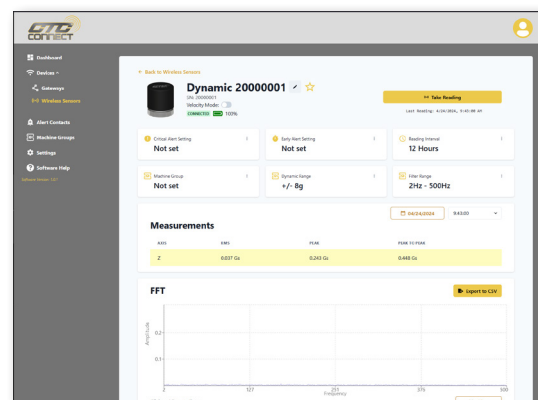 CTC
CONNECT
Dashboard
Devices
Gateways
Wireless Sensors
Alert Contacts
Machine Groups
Settings
Software Help
Back to Wireless Sensors
Dynamic 20000001
SN: 20000001
Velocity Mode:
CONNECTED 100%
Take Reading
Last Reading: 4/24/2024, 9:43:00 AM
Critical Alert Setting
Not set
Early Alert Setting
Not set
Reading Interval
12 Hours
Machine Group
Not set
Dynamic Range
+/- 8g
Filter Range
2Hz - 500Hz
04/24/2024 9:43:00
Measurements
AXIS RMS PEAK PEAK TO PEAK
Z 0.037 Gs 0.243 Gs 0.448 Gs
FFT
Export to CSV
Amplitude
0.2
0.1
2 127 251 376 500
Frequency